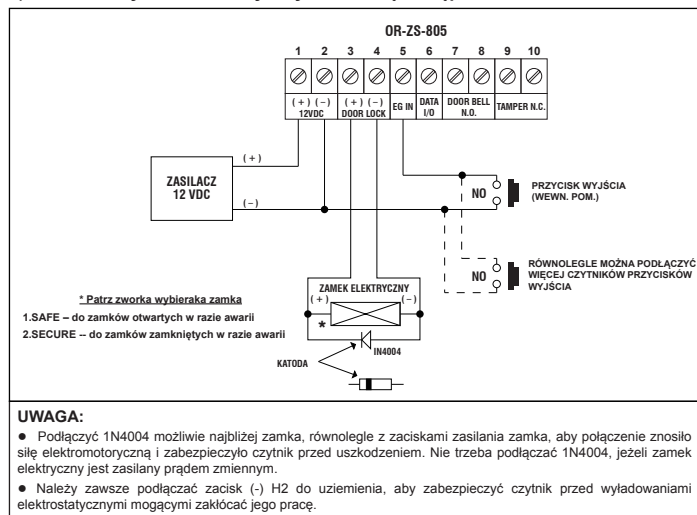 OR-ZS-805
1 2 3 4 5 6 7 8 9 10
(+) (−) (+) (−) EG IN DATA DOOR BELL TAMPER N.C.
12VDC DOOR LOCK I/O N.O.
(+)
ZASILACZ
12 VDC
(−)
NO
PRZYCISK WYJŚCIA
(WEWN. POM.)
NO
RÓWNOLEGLE MOŻNA PODŁĄCZYĆ
WIĘCEJ CZYTNIKÓW PRZYCISKÓW
WYJŚCIA
* Patrz zworka wybieraka zamka
1.SAFE – do zamków otwartych w razie awarii
2.SECURE -- do zamków zamkniętych w razie awarii
ZAMEK ELEKTRYCZNY
(+) (−)
*
IN4004
KATODA
UWAGA:
● Podłączyć 1N4004 możliwie najbliżej zamka, równolegle z zaciskami zasilania zamka, aby połączenie znosiło
siłę elektromotoryczną i zabezpieczyło czytnik przed uszkodzeniem. Nie trzeba podłączać 1N4004, jeżeli zamek
elektryczny jest zasilany prądem zmiennym.
● Należy zawsze podłączać zacisk (-) H2 do uziemienia, aby zabezpieczyć czytnik przed wyładowaniami
elektrostatycznymi mogącymi zakłócać jego pracę.